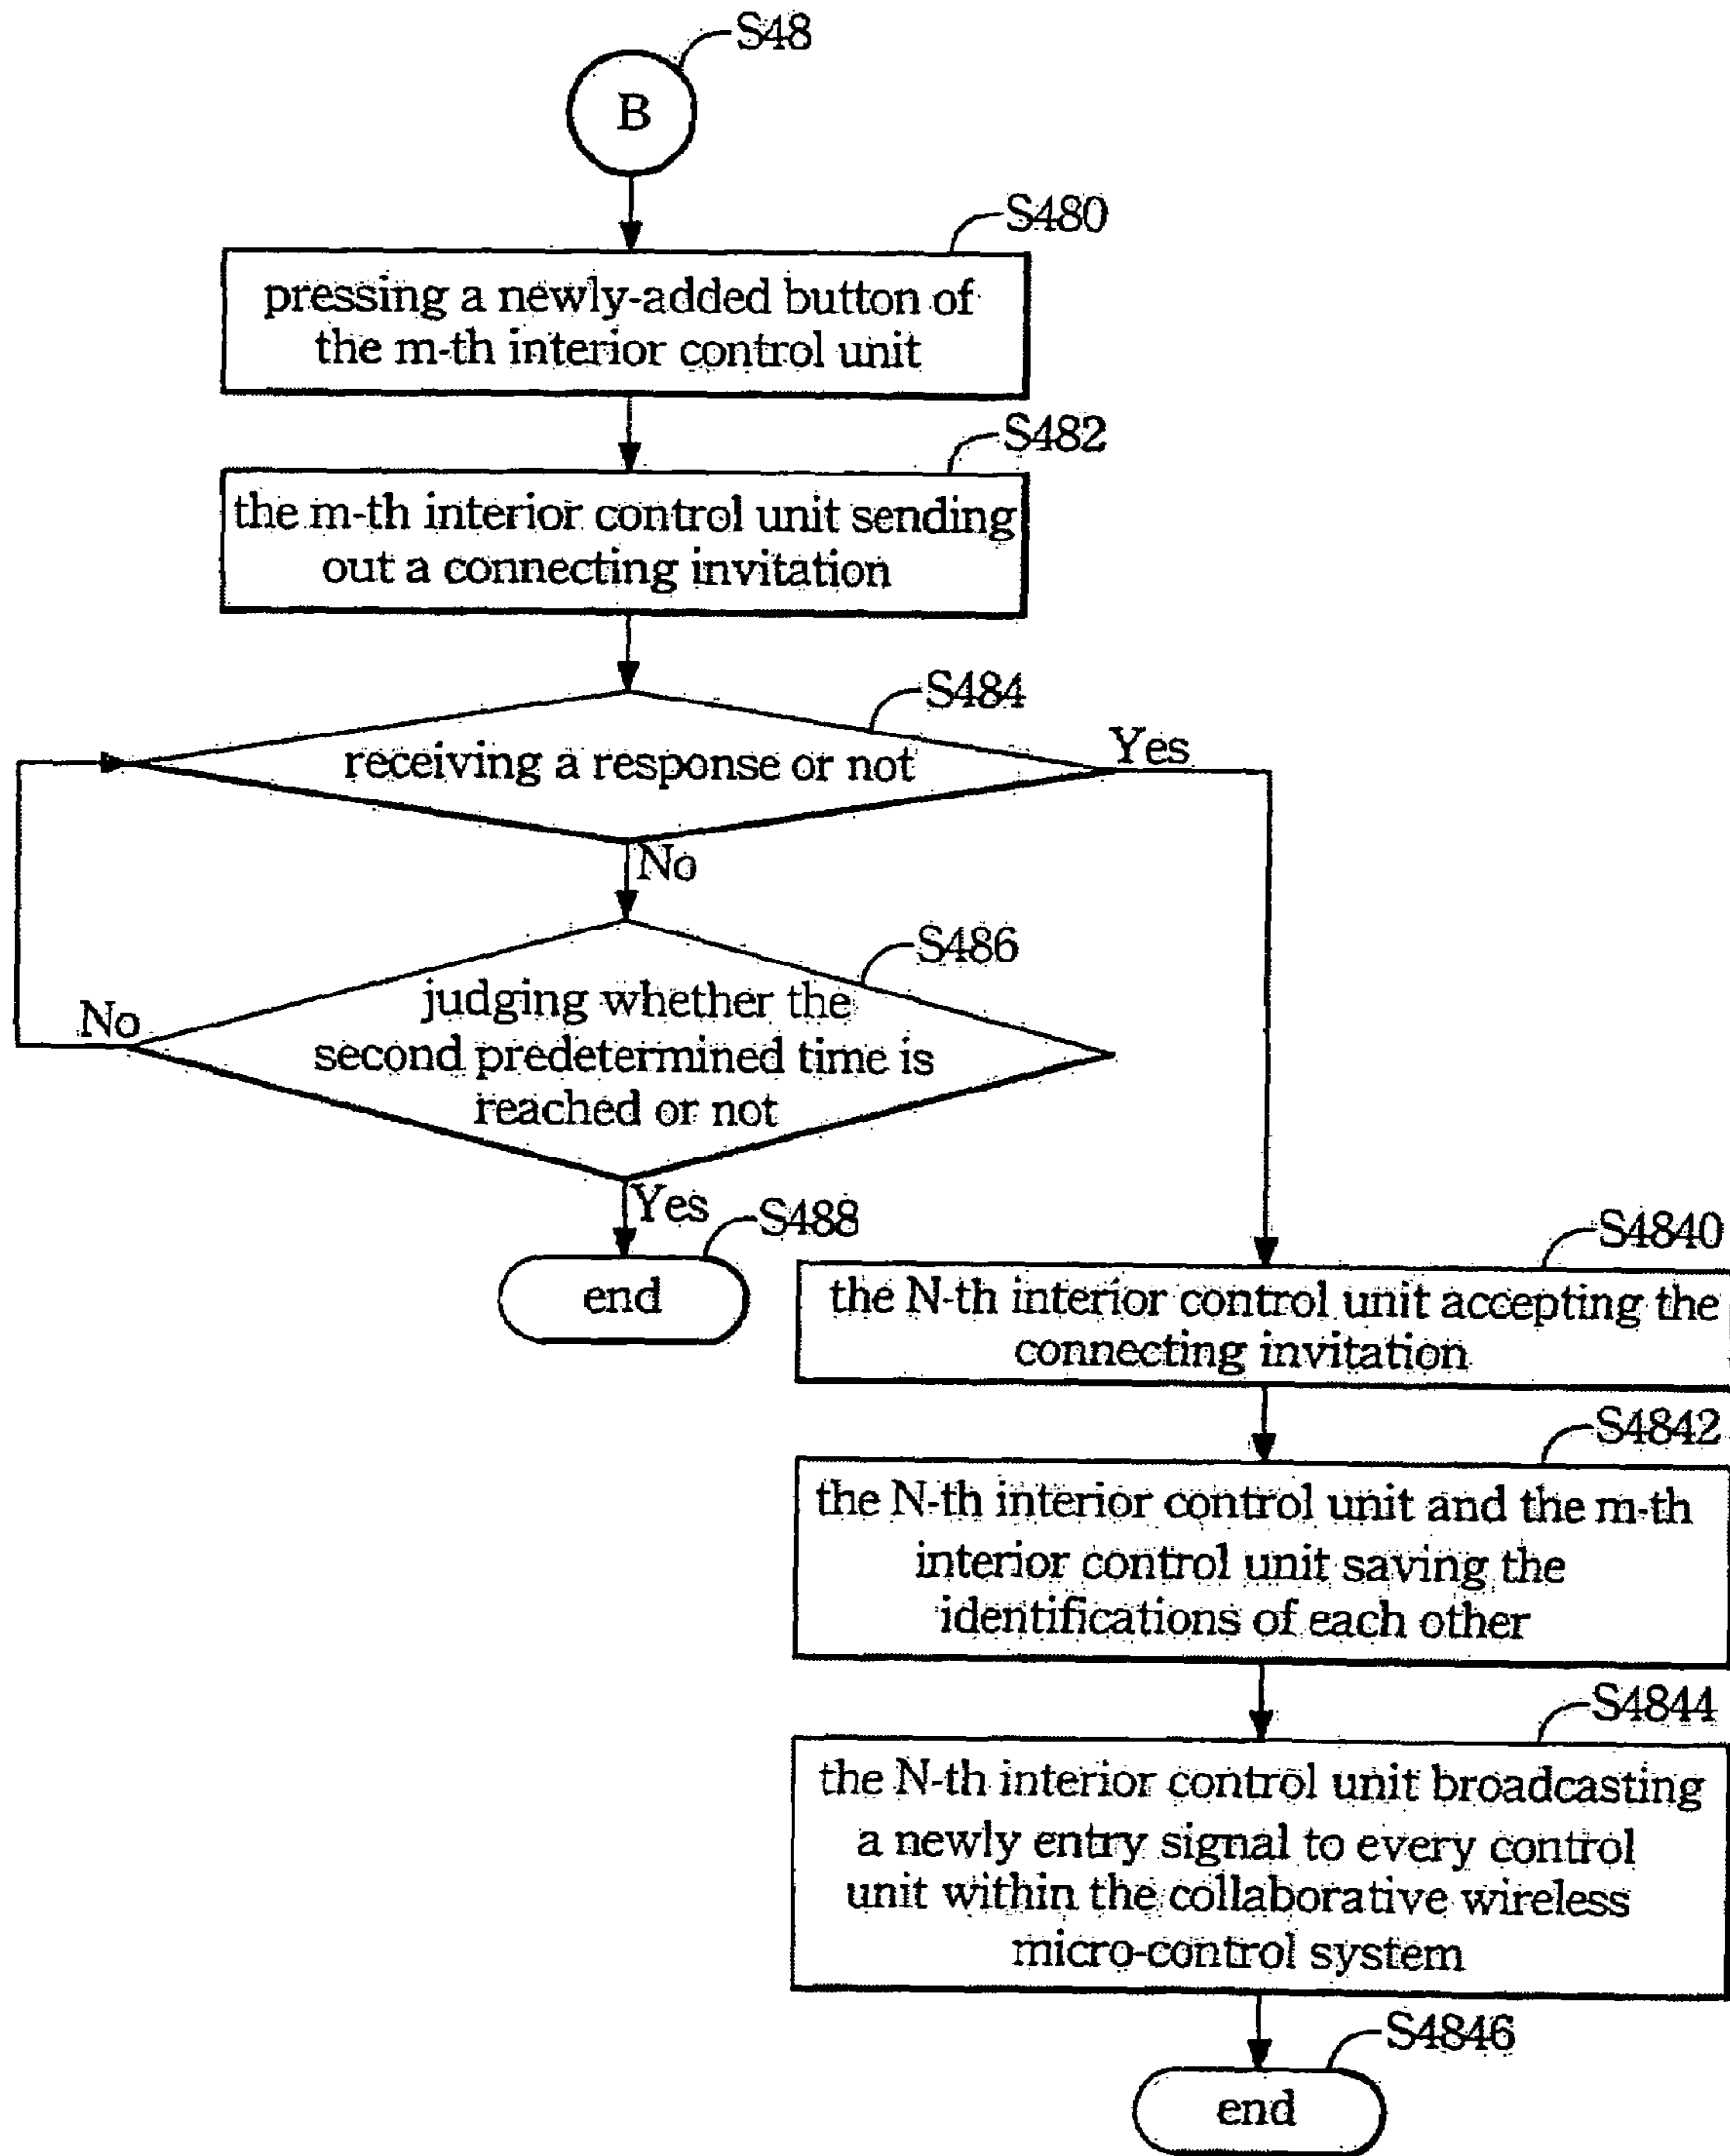 S48
B
S480
pressing a newly-added button of
the m-th interior control unit
S482
the m-th interior control unit sending
out a connecting invitation
S484
receiving a response or not
Yes
No
S486
judging whether the
second predetermined time is
reached or not
No
Yes
S488
end
S4840
the N-th interior control unit accepting the
connecting invitation
S4842
the N-th interior control unit and the m-th
interior control unit saving the
identifications of each other
S4844
the N-th interior control unit broadcasting
a newly entry signal to every control
unit within the collaborative wireless
micro-control system
S4846
end